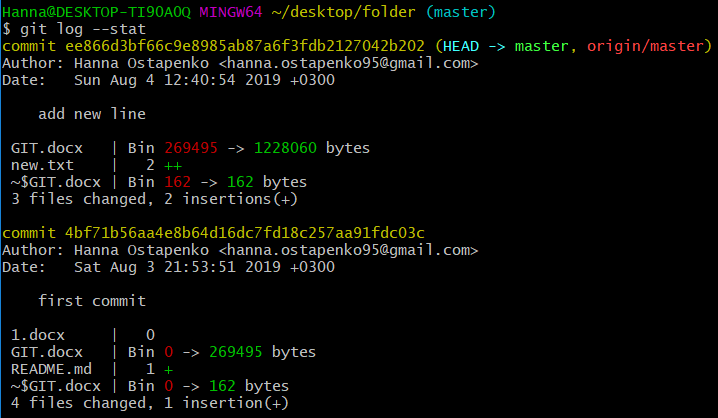 Hanna@DESKTOP-TI90A0Q MINGW64 ~/desktop/folder (master)
$ git log --stat
commit ee866d3bf66c9e8985ab87a6f3fdb2127042b202 (HEAD -> master, origin/master)
Author: Hanna Ostapenko <hanna.ostapenko95@gmail.com>
Date:   Sun Aug 4 12:40:54 2019 +0300

    add new line

 GIT.docx   | Bin 269495 -> 1228060 bytes
 new.txt    |   2 ++
 ~$GIT.docx | Bin 162 -> 162 bytes
 3 files changed, 2 insertions(+)

commit 4bf71b56aa4e8b64d16dc7fd18c257aa91fdc03c
Author: Hanna Ostapenko <hanna.ostapenko95@gmail.com>
Date:   Sat Aug 3 21:53:51 2019 +0300

    first commit

 1.docx     |   0
 GIT.docx   | Bin 0 -> 269495 bytes
 README.md  |   1 +
 ~$GIT.docx | Bin 0 -> 162 bytes
 4 files changed, 1 insertion(+)